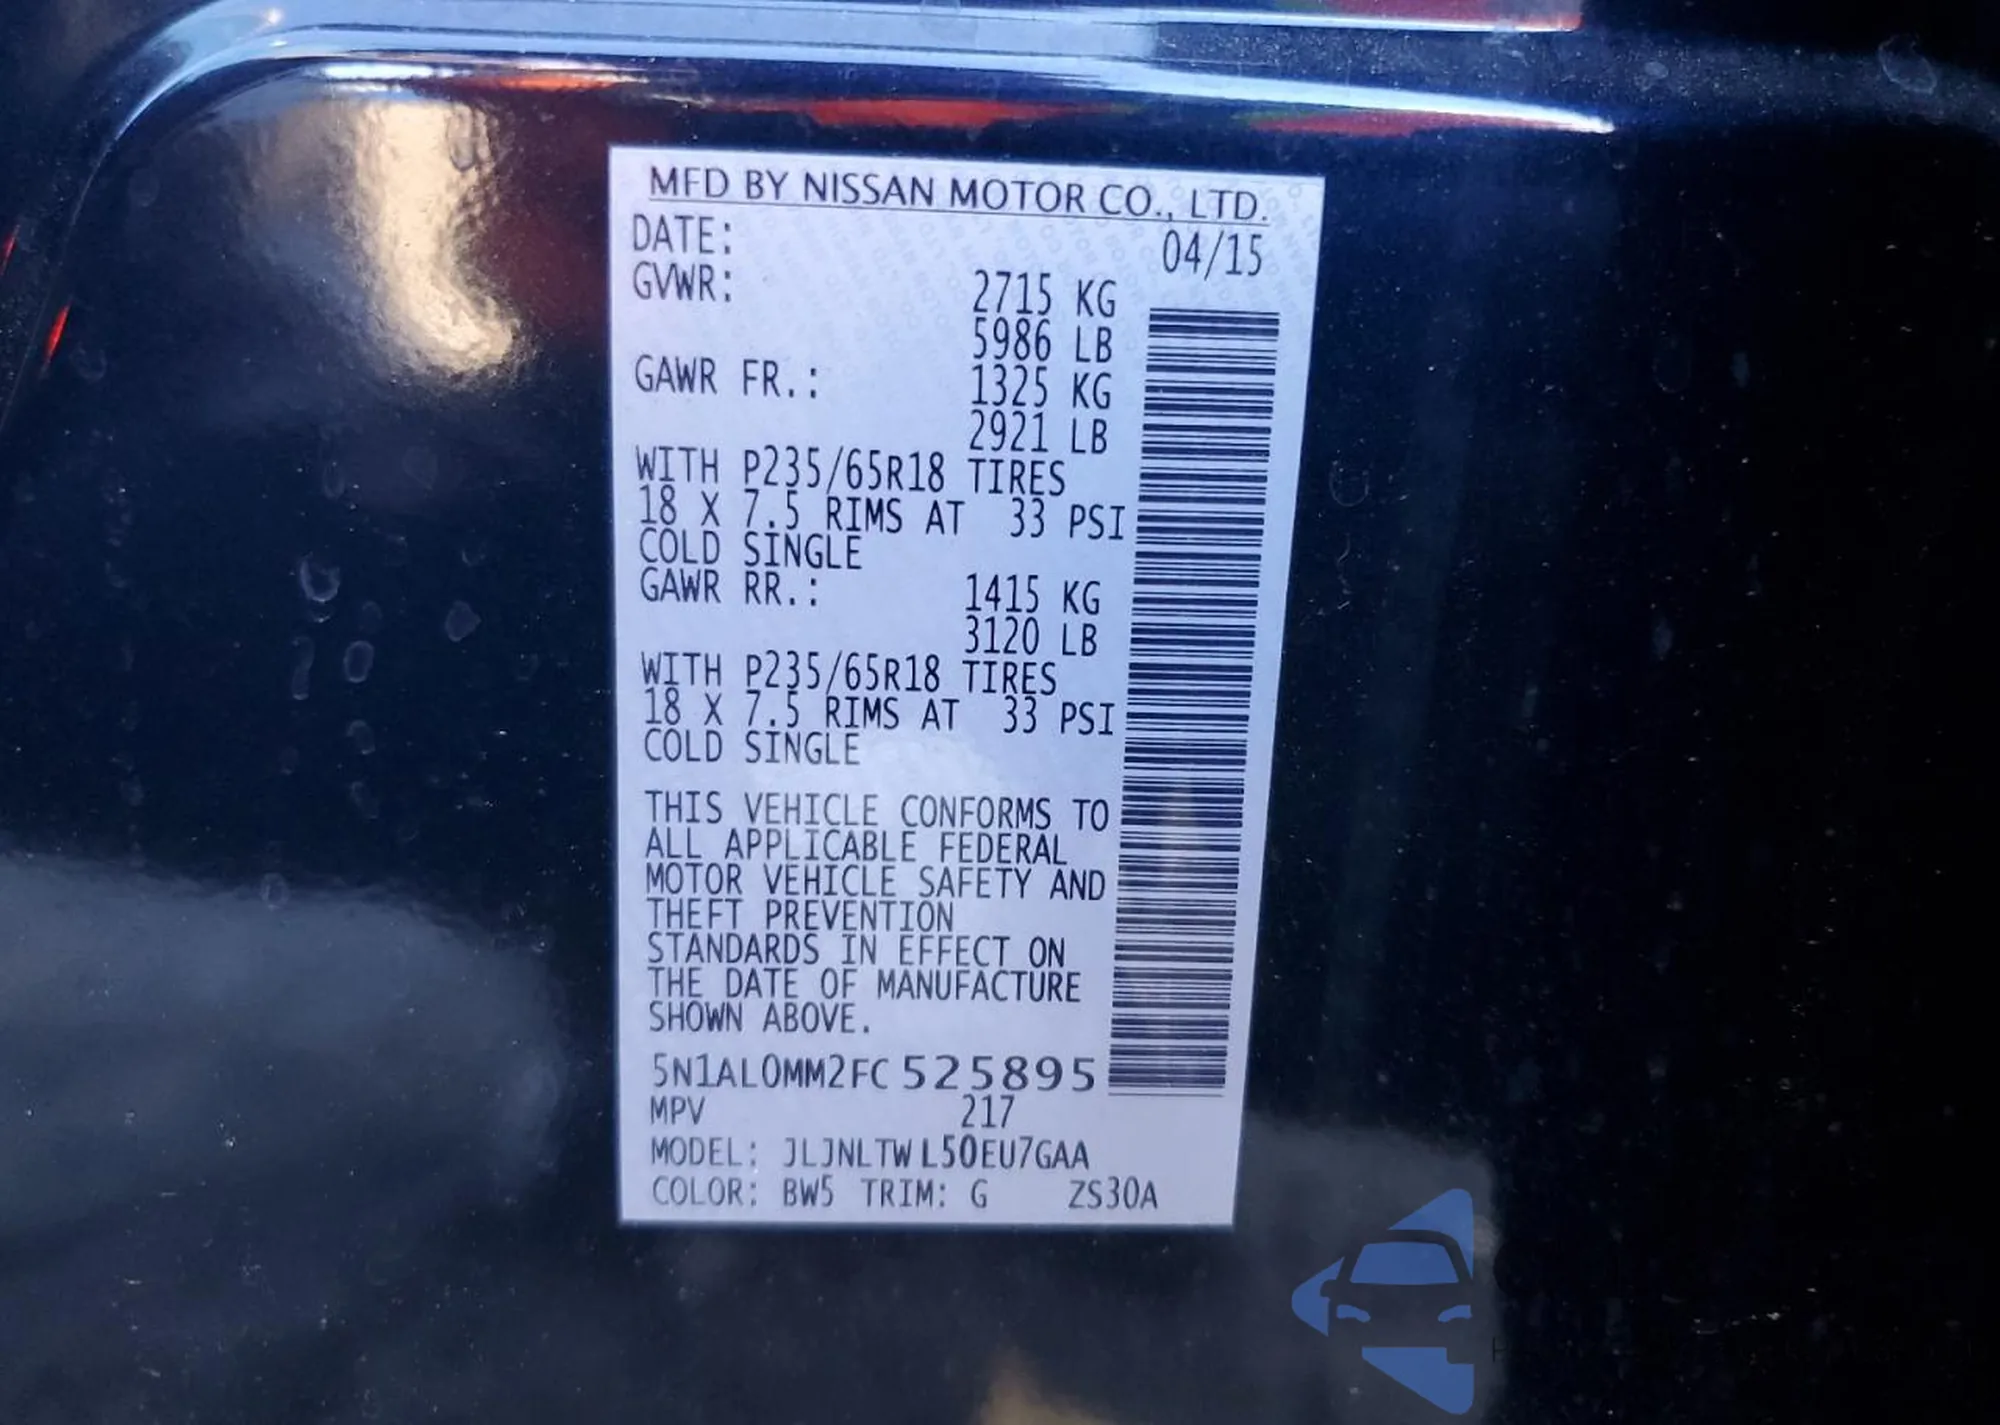 MFD BY NISSAN MOTOR CO., LTD.
DATE: 04/15
GVWR: 2715 KG
5986 LB
GAWR FR.: 1325 KG
2921 LB
WITH P235/65R18 TIRES
18 X 7.5 RIMS AT 33 PSI
COLD SINGLE
GAWR RR.: 1415 KG
3120 LB
WITH P235/65R18 TIRES
18 X 7.5 RIMS AT 33 PSI
COLD SINGLE
THIS VEHICLE CONFORMS TO
ALL APPLICABLE FEDERAL
MOTOR VEHICLE SAFETY AND
THEFT PREVENTION
STANDARDS IN EFFECT ON
THE DATE OF MANUFACTURE
SHOWN ABOVE.
5N1AL0MM2FC525895
MPV 217
MODEL: JLJNLTWL50EU7GAA
COLOR: BW5 TRIM: G ZS30A